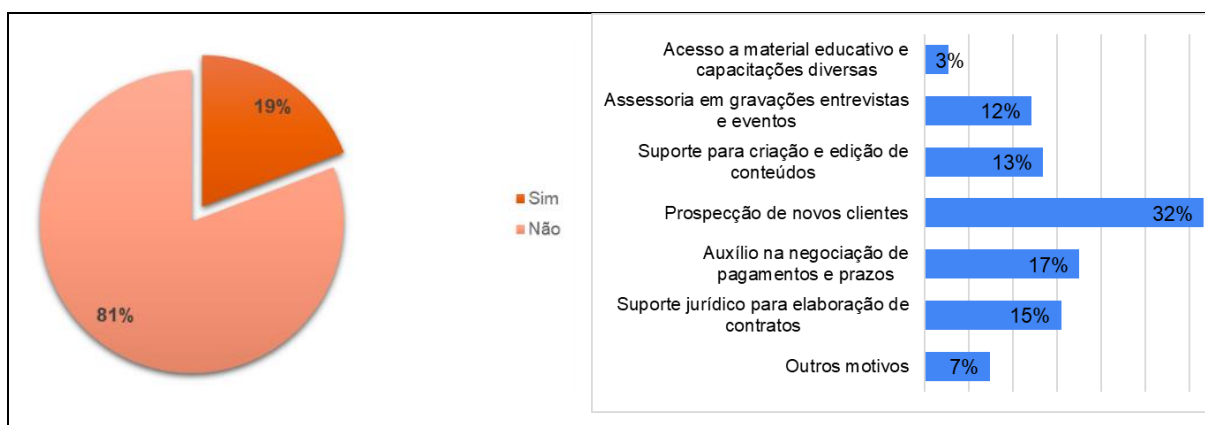 19%
81%
Sim
Não
Acesso a material educativo e
capacitações diversas
3%
Assessoria em gravações entrevistas
e eventos
12%
Suporte para criação e edição de
conteúdos
13%
Prospecção de novos clientes
32%
Auxílio na negociação de
pagamentos e prazos
17%
Suporte jurídico para elaboração de
contratos
15%
Outros motivos
7%